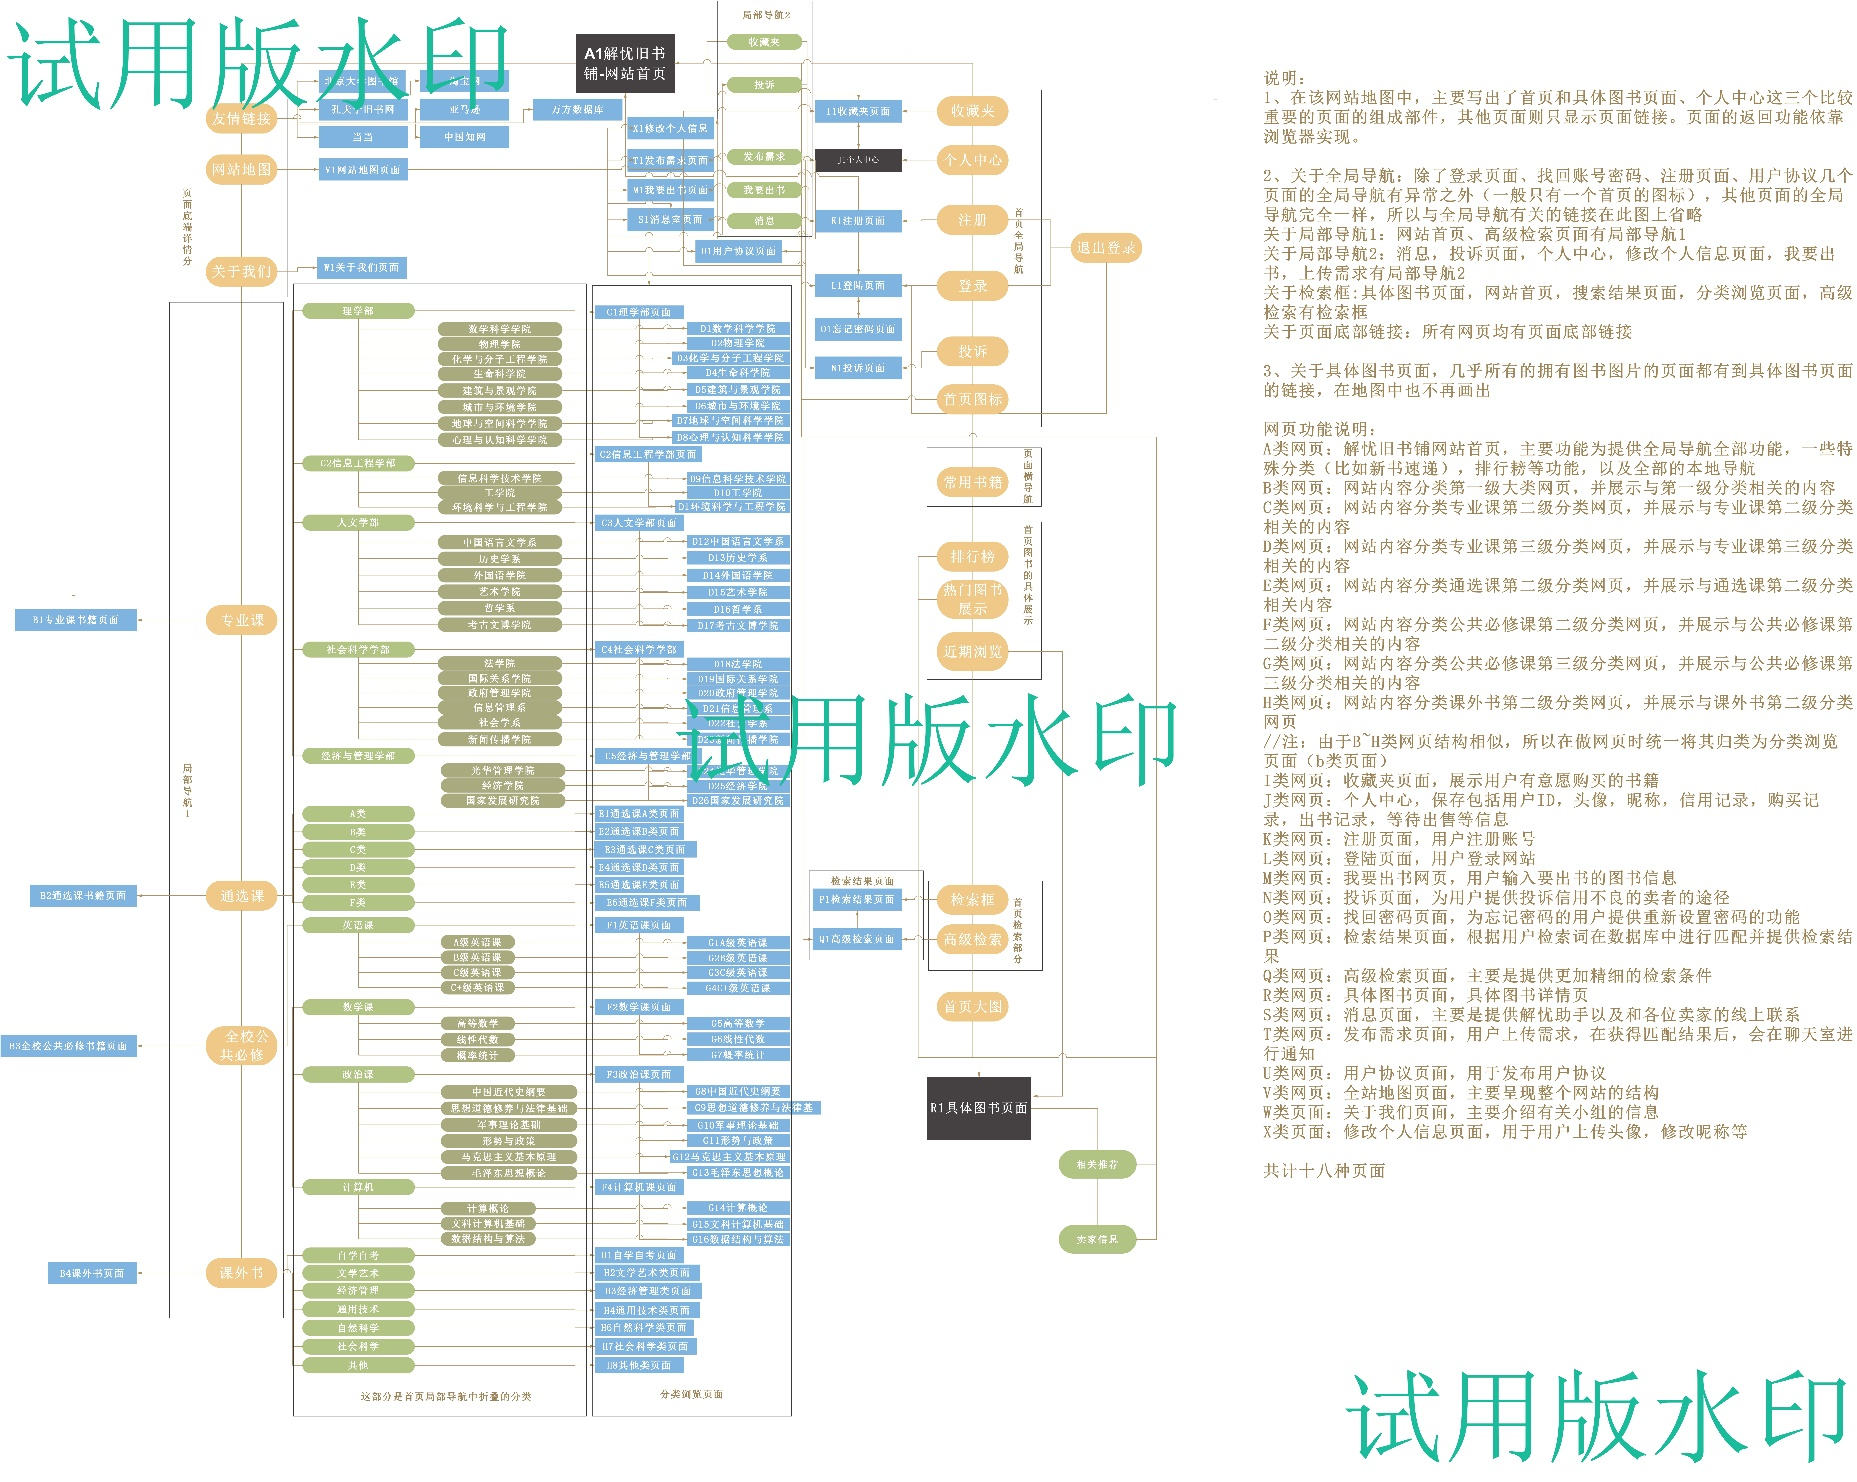 试用版水印
局部导航2
收藏夹
投诉
发布需求
我要出书
消息
A1解忧旧书
铺-网站首页
友情链接
北京大学图书馆
淘宝网
孔夫子旧书网
亚马逊
万方数据库
当当
中国知网
网站地图
V1网站地图页面
页面底端详情分
关于我们
W1关于我们页面
X1修改个人信息
T1发布需求页面
M1我要出书页面
S1消息室页面
U1用户协议页面
I1收藏夹页面
J1个人中心
K1注册页面
L1登陆页面
O1忘记密码页面
N1投诉页面
收藏夹
个人中心
注册
首页全局导航
退出登录
登录
投诉
首页图标
常用书籍
页面横导航
排行榜
热门图书
展示
近期浏览
首页图书的具体展示
检索结果页面
P1检索结果页面
Q1高级检索页面
检索框
高级检索
首页检索部分
首页大图
R1具体图书页面
相关推荐
卖家信息
局部导航1
B1专业课书籍页面
专业课
B2通选课书籍页面
通选课
B3全校公共必修书籍页面
全校公
共必修
B4课外书页面
课外书
理学部
数学科学学院
物理学院
化学与分子工程学院
生命科学学院
建筑与景观学院
城市与环境学院
地球与空间科学学院
心理与认知科学学院
C2信息工程学部
信息科学技术学院
工学院
环境科学与工程学院
人文学部
中国语言文学系
历史学系
外国语学院
艺术学院
哲学系
考古文博学院
社会科学学部
法学院
国际关系学院
政府管理学院
信息管理系
社会学系
新闻传播学院
经济与管理学部
光华管理学院
经济学院
国家发展研究院
A类
B类
C类
D类
E类
F类
英语课
A级英语课
B级英语课
C级英语课
C+级英语课
数学课
高等数学
线性代数
概率统计
政治课
中国近代史纲要
思想道德修养与法律基础
军事理论基础
形势与政策
马克思主义基本原理
毛泽东思想概论
计算机
计算概论
文科计算机基础
数据结构与算法
自学自考
文学艺术
经济管理
通用技术
自然科学
社会科学
其他
这部分是首页局部导航中折叠的分类
C1理学部页面
D1数学科学学院
D2物理学院
D3化学与分子工程学院
D4生命科学院
D5建筑与景观学院
D6城市与环境学院
D7地球与空间科学学院
D8心理与认知科学学院
C2信息工程学部页面
D9信息科学技术学院
D10工学院
D1环境科学与工程学院
C3人文学部页面
D12中国语言文学系
D13历史学系
D14外国语学院
D15艺术学院
D16哲学系
D17考古文博学院
C4社会科学学部
D18法学院
D19国际关系学院
D20政府管理学院
D21信息管理系
D22社会学系
D23新闻传播学院
C5经济与管理学部
D24光华管理学院
D25经济学院
D26国家发展研究院
E1通选课A类页面
E2通选课B类页面
E3通选课C类页面
E4通选课D类页面
E5通选课E类页面
E6通选课F类页面
F1英语课页面
G1A级英语课
G2B级英语课
G3C级英语课
G4C+级英语课
F2数学课页面
G5高等数学
G6线性代数
G7概率统计
F3政治课页面
G8中国近代史纲要
G9思想道德修养与法律基
G10军事理论基础
G11形势与政策
G12马克思主义基本原理
G13毛泽东思想概论
F4计算机课页面
G14计算概论
G15文科计算机基础
G16数据结构与算法
H1自学自考页面
H2文学艺术类页面
H3经济管理类页面
H4通用技术类页面
H6自然科学类页面
H7社会科学类页面
H8其他类页面
分类浏览页面
试用版水印
说明：
1、在该网站地图中，主要写出了首页和具体图书页面、个人中心这三个比较
重要的页面的组成部件，其他页面则只显示页面链接。页面的返回功能依靠
浏览器实现。
2、关于全局导航：除了登录页面、找回账号密码、注册页面、用户协议几个
页面的全局导航有异常之外（一般只有一个首页的图标），其他页面的全局
导航完全一样，所以与全局导航有关的链接在此图上省略
关于局部导航1：网站首页、高级检索页面有局部导航1
关于局部导航2：消息，投诉页面，个人中心，修改个人信息页面，我要出
书，上传需求有局部导航2
关于检索框:具体图书页面，网站首页，搜索结果页面，分类浏览页面，高级
检索有检索框
关于页面底部链接：所有网页均有页面底部链接
3、关于具体图书页面，几乎所有的拥有图书图片的页面都有到具体图书页面
的链接，在地图中也不再画出
网页功能说明：
A类网页：解忧旧书铺网站首页，主要功能为提供全局导航全部功能，一些特
殊分类（比如新书速递），排行榜等功能，以及全部的本地导航
B类网页：网站内容分类第一级大类网页，并展示与第一级分类相关的内容
C类网页：网站内容分类专业课第二级分类网页，并展示与专业课第二级分类
相关的内容
D类网页：网站内容分类专业课第三级分类网页，并展示与专业课第三级分类
相关的内容
E类网页：网站内容分类通选课第二级分类网页，并展示与通选课第二级分类
相关内容
F类网页：网站内容分类公共必修课第二级分类网页，并展示与公共必修课第
二级分类相关的内容
G类网页：网站内容分类公共必修课第三级分类网页，并展示与公共必修课第
三级分类相关的内容
H类网页：网站内容分类课外书第二级分类网页，并展示与课外书第二级分类
网页
//注：由于B~H类网页结构相似，所以在做网页时统一将其归类为分类浏览
页面（b类页面）
I类网页：收藏夹页面，展示用户有意愿购买的书籍
J类网页：个人中心，保存包括用户ID，头像，昵称，信用记录，购买记
录，出书记录，等待出售等信息
K类网页：注册页面，用户注册账号
L类网页：登陆页面，用户登录网站
M类网页：我要出书网页，用户输入要出书的图书信息
N类网页：投诉页面，为用户提供投诉信用不良的卖者的途径
O类网页：找回密码页面，为忘记密码的用户提供重新设置密码的功能
P类网页：检索结果页面，根据用户检索词在数据库中进行匹配并提供检索结
果
Q类网页：高级检索页面，主要是提供更加精细的检索条件
R类网页：具体图书页面，具体图书详情页
S类网页：消息页面，主要是提供解忧助手以及和各位卖家的线上联系
T类网页：发布需求页面，用户上传需求，在获得匹配结果后，会在聊天室进
行通知
U类网页：用户协议页面，用于发布用户协议
V类网页：全站地图页面，主要呈现整个网站的结构
W类页面：关于我们页面，主要介绍有关小组的信息
X类页面：修改个人信息页面，用于用户上传头像，修改昵称等
共计十八种页面
试用版水印